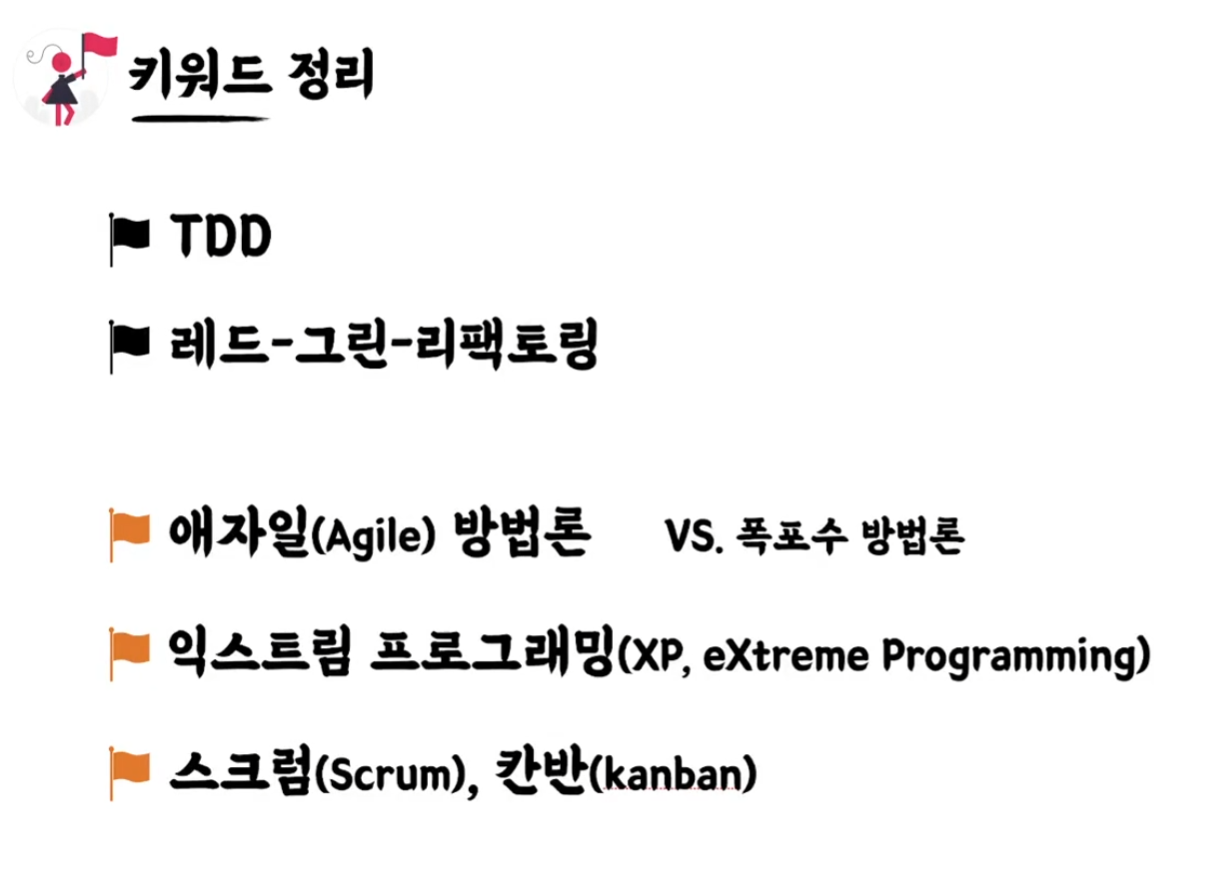 키워드 정리
TDD
레드-그린-리팩토링
애자일(Agile) 방법론 VS. 폭포수 방법론
익스트림 프로그래밍(XP, eXtreme Programming)
스크럼(Scrum), 칸반(kanban)